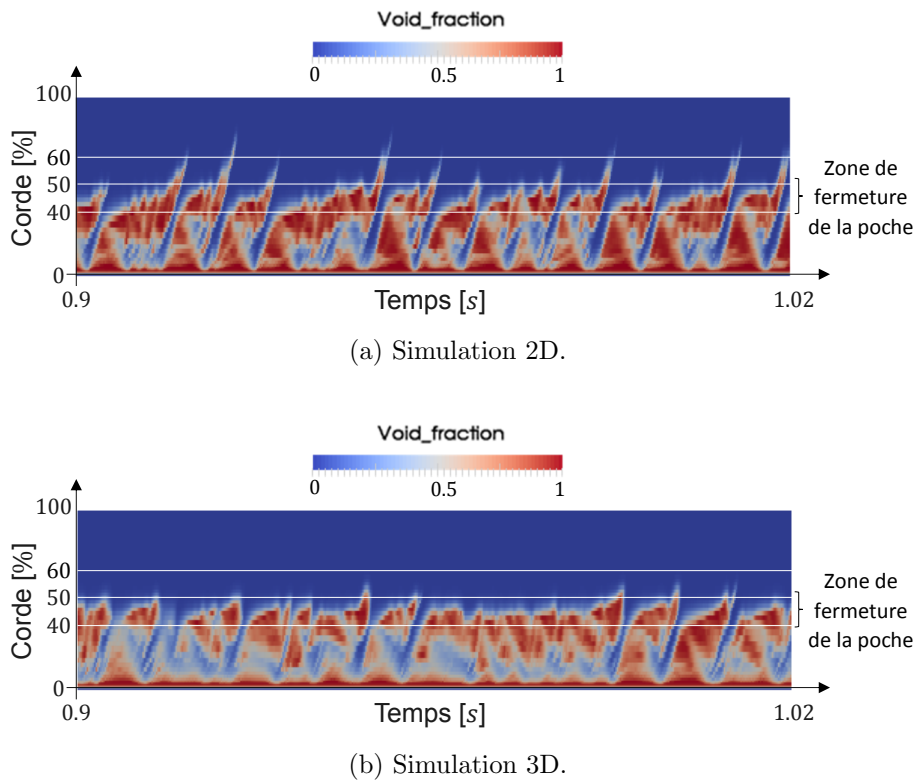 Void_fraction
0 0.5 1
100
60
50
40
0
Corde [%]
Zone de
fermeture
de la poche
0.9 Temps [s] 1.02
(a) Simulation 2D.
Void_fraction
0 0.5 1
100
60
50
40
0
Corde [%]
Zone de
fermeture
de la poche
0.9 Temps [s] 1.02
(b) Simulation 3D.